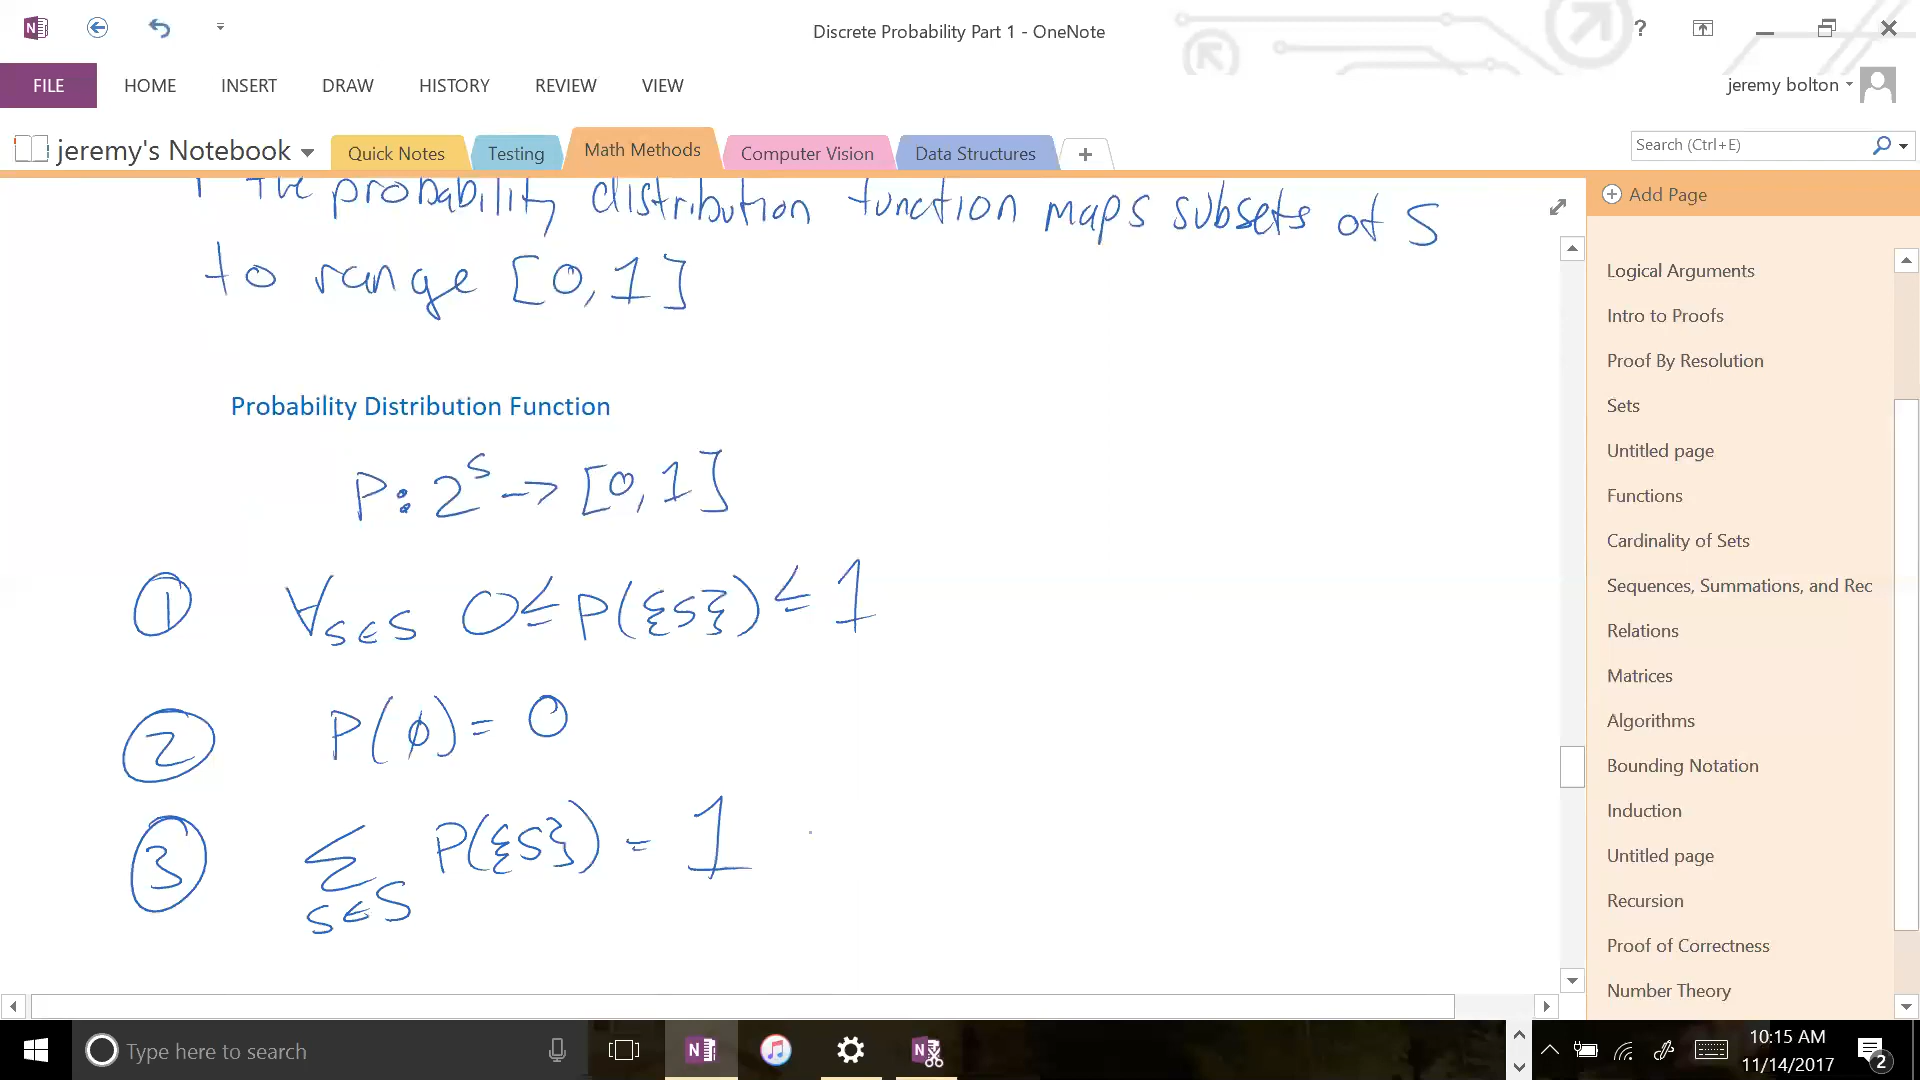 Discrete Probability Part 1 - OneNote
?
FILE HOME INSERT DRAW HISTORY REVIEW VIEW
jeremy bolton
jeremy's Notebook
Quick Notes
Testing
Math Methods
Computer Vision
Data Structures
+
Search (Ctrl+E)
the probability distribution function maps subsets of S
to range [0, 1]
Probability Distribution Function
P: 2^S → [0, 1]
① ∀ s∈S 0 ≤ P({s}) ≤ 1
② P(∅) = 0
③ Σ s∈S P({s}) = 1
Add Page
Logical Arguments
Intro to Proofs
Proof By Resolution
Sets
Untitled page
Functions
Cardinality of Sets
Sequences, Summations, and Rec
Relations
Matrices
Algorithms
Bounding Notation
Induction
Untitled page
Recursion
Proof of Correctness
Number Theory
Type here to search
10:15 AM
11/14/2017
2